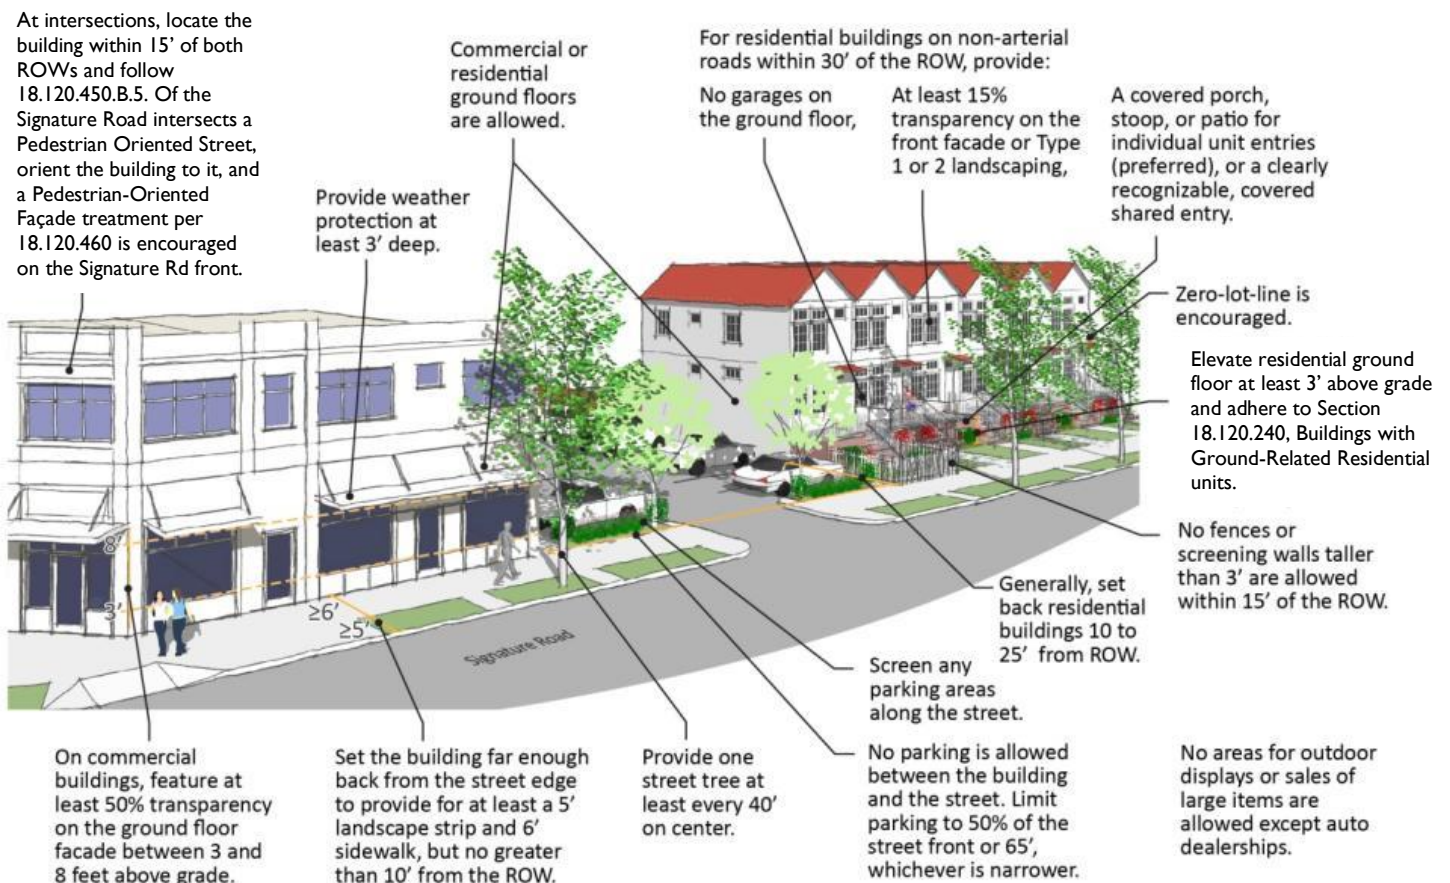 At intersections, locate the
building within 15’ of both
ROWs and follow
18.120.450.B.5. Of the
Signature Road intersects a
Pedestrian Oriented Street,
orient the building to it, and
a Pedestrian-Oriented
Façade treatment per
18.120.460 is encouraged
on the Signature Rd front.
Provide weather
protection at
least 3’ deep.
Commercial or
residential
ground floors
are allowed.
For residential buildings on non-arterial
roads within 30’ of the ROW, provide:
No garages on
the ground floor,
At least 15%
transparency on the
front facade or Type
1 or 2 landscaping,
A covered porch,
stoop, or patio for
individual unit entries
(preferred), or a clearly
recognizable, covered
shared entry.
Zero-lot-line is
encouraged.
Elevate residential ground
floor at least 3’ above grade
and adhere to Section
18.120.240, Buildings with
Ground-Related Residential
units.
No fences or
screening walls taller
than 3’ are allowed
within 15’ of the ROW.
Generally, set
back residential
buildings 10 to
25’ from ROW.
Screen any
parking areas
along the street.
8’
3’
≥6’
≥5’
Signature Road
On commercial
buildings, feature at
least 50% transparency
on the ground floor
facade between 3 and
8 feet above grade.
Set the building far enough
back from the street edge
to provide for at least a 5’
landscape strip and 6’
sidewalk, but no greater
than 10’ from the ROW.
Provide one
street tree at
least every 40’
on center.
No parking is allowed
between the building
and the street. Limit
parking to 50% of the
street front or 65’,
whichever is narrower.
No areas for outdoor
displays or sales of
large items are
allowed except auto
dealerships.